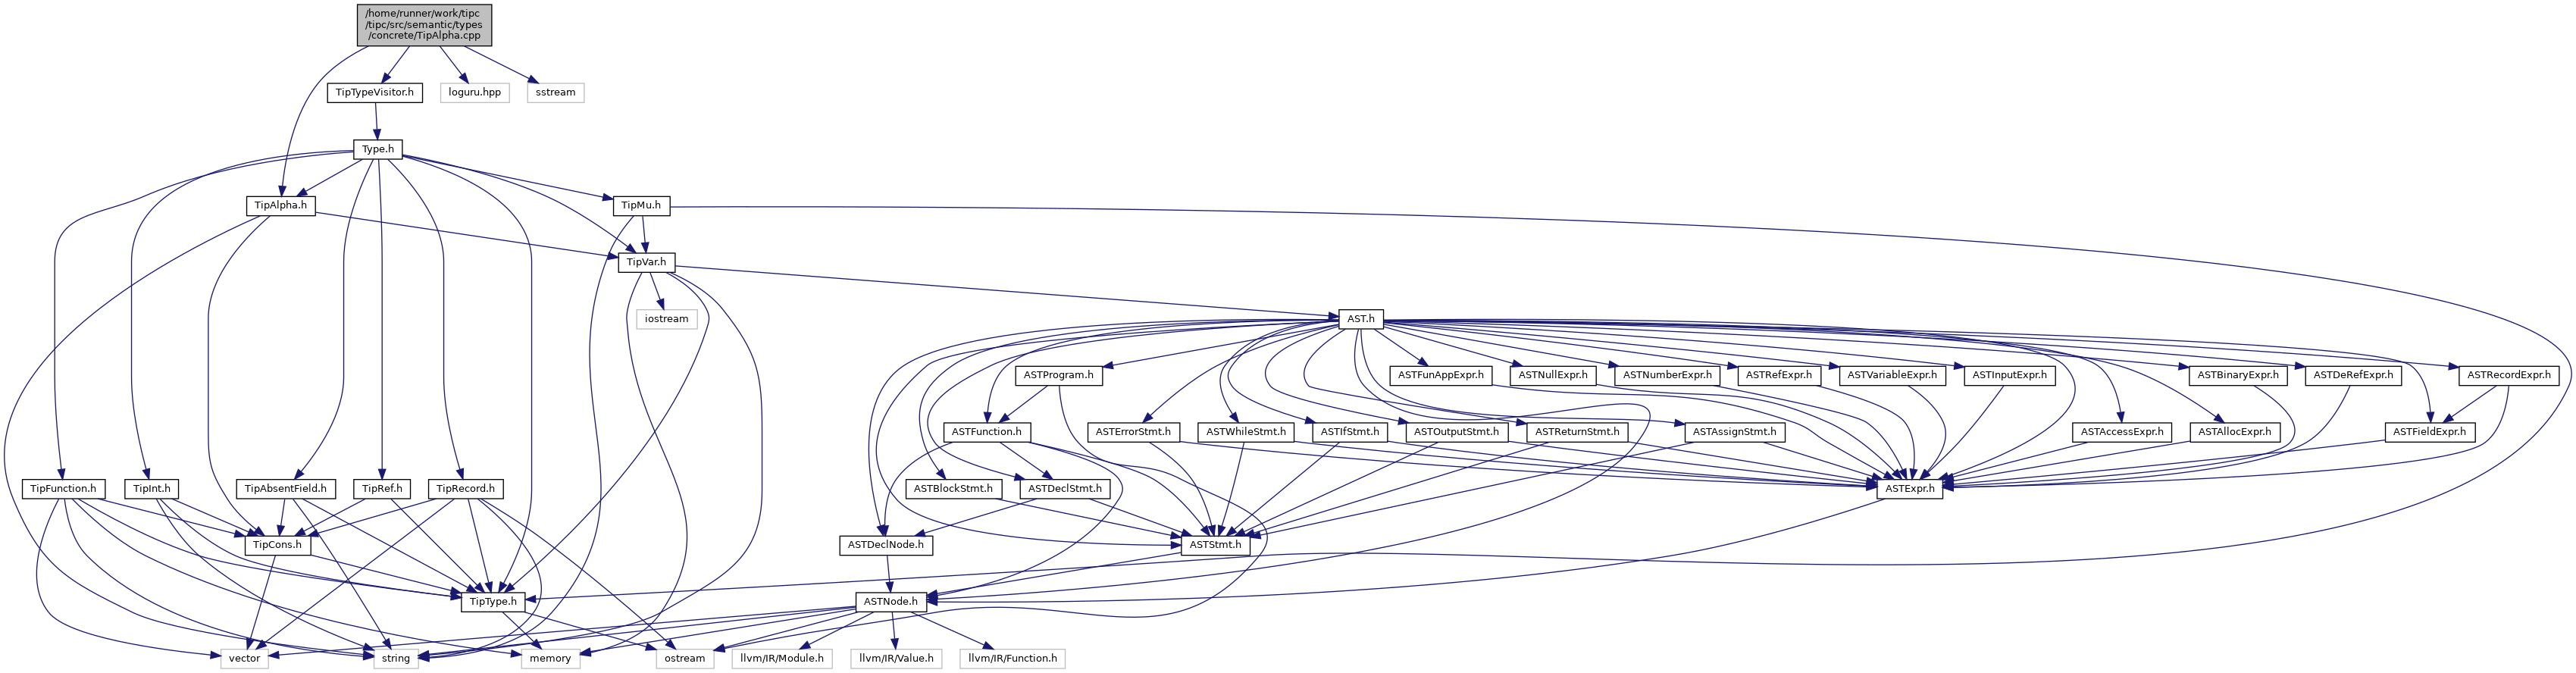 /home/runner/work/tipc
/tipc/src/semantic/types
/concrete/TipAlpha.cpp
TipTypeVisitor.h
loguru.hpp
sstream
Type.h
TipAlpha.h
TipMu.h
TipVar.h
iostream
AST.h
ASTProgram.h
ASTFunAppExpr.h
ASTNullExpr.h
ASTNumberExpr.h
ASTRefExpr.h
ASTVariableExpr.h
ASTInputExpr.h
ASTBinaryExpr.h
ASTDeRefExpr.h
ASTRecordExpr.h
ASTFunction.h
ASTErrorStmt.h
ASTWhileStmt.h
ASTIfStmt.h
ASTOutputStmt.h
ASTReturnStmt.h
ASTAssignStmt.h
ASTAccessExpr.h
ASTAllocExpr.h
ASTFieldExpr.h
TipFunction.h
TipInt.h
TipAbsentField.h
TipRef.h
TipRecord.h
ASTBlockStmt.h
ASTDeclStmt.h
ASTExpr.h
TipCons.h
ASTDeclNode.h
ASTStmt.h
TipType.h
ASTNode.h
vector
string
memory
ostream
llvm/IR/Module.h
llvm/IR/Value.h
llvm/IR/Function.h